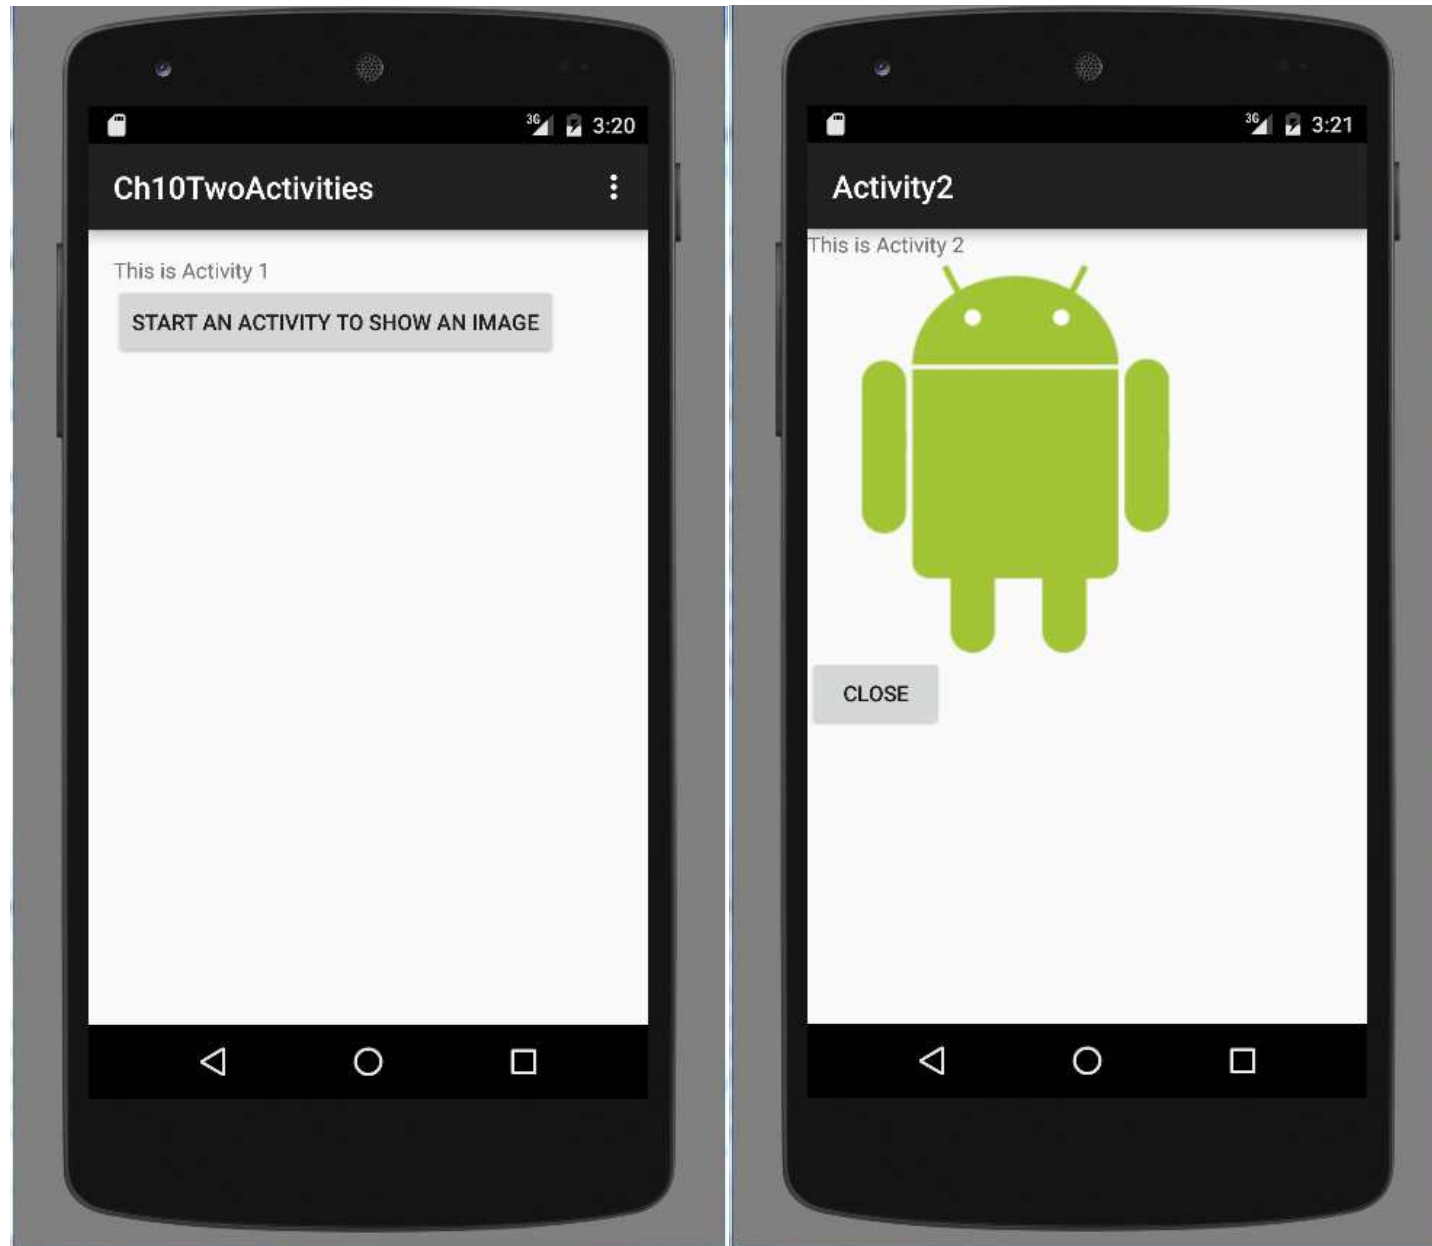 3G 3:20
Ch10TwoActivities
This is Activity 1
START AN ACTIVITY TO SHOW AN IMAGE
3G 3:21
Activity2
This is Activity 2
CLOSE